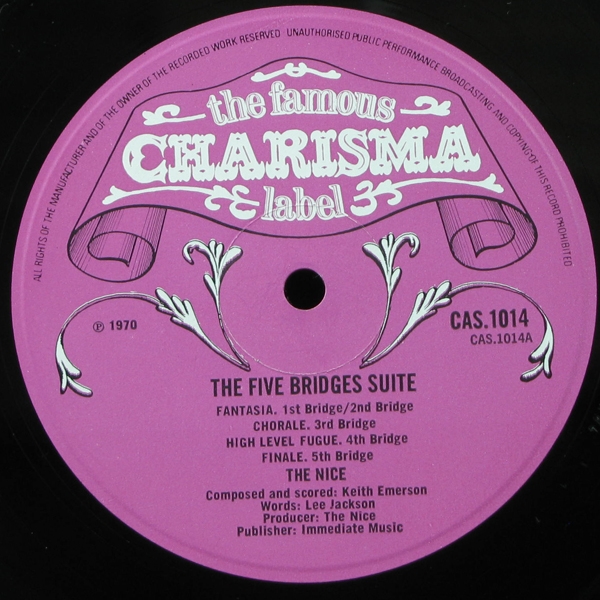 ALL RIGHTS OF THE MANUFACTURER AND OF THE OWNER OF THE RECORDED WORK RESERVED UNAUTHORISED PUBLIC PERFORMANCE BROADCASTING AND COPYING OF THIS RECORD PROHIBITED
the famous
CHARISMA
label
℗ 1970
CAS.1014
CAS.1014A
THE FIVE BRIDGES SUITE
FANTASIA. 1st Bridge/2nd Bridge
CHORALE. 3rd Bridge
HIGH LEVEL FUGUE. 4th Bridge
FINALE. 5th Bridge
THE NICE
Composed and scored: Keith Emerson
Words: Lee Jackson
Producer: The Nice
Publisher: Immediate Music